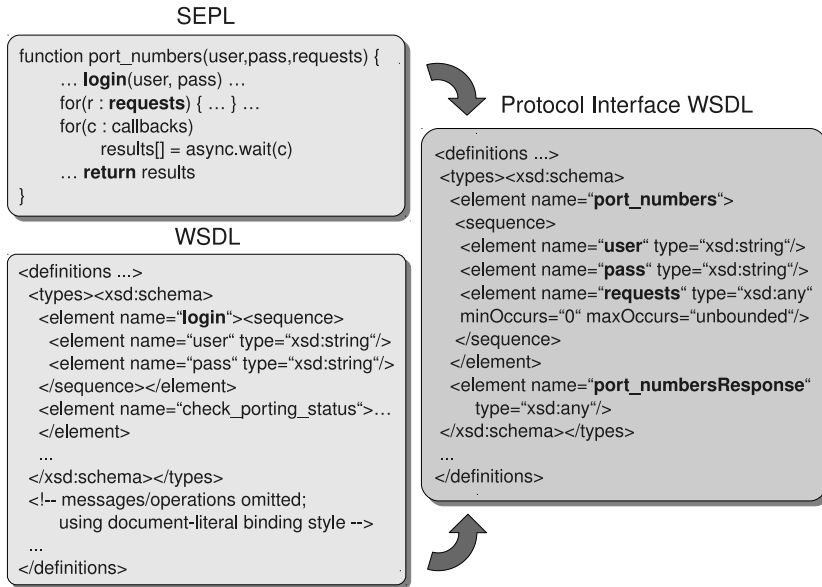 SEPL
function port_numbers(user,pass,requests) {
… login(user, pass) …
for(r : requests) { … } …
for(c : callbacks)
results[] = async.wait(c)
… return results
}
WSDL
<definitions ...>
<types><xsd:schema>
<element name=“login“><sequence>
<element name=“user“ type=“xsd:string“/>
<element name=“pass“ type=“xsd:string“/>
</sequence></element>
<element name=“check_porting_status“>…
</element>
...
</xsd:schema></types>
<!-- messages/operations omitted;
using document-literal binding style -->
...
</definitions>
Protocol Interface WSDL
<definitions ...>
<types><xsd:schema>
<element name=“port_numbers“>
<sequence>
<element name=“user“ type=“xsd:string“/>
<element name=“pass“ type=“xsd:string“/>
<element name=“requests“ type=“xsd:any“
minOccurs=“0“ maxOccurs=“unbounded“/>
</sequence>
</element>
<element name=“port_numbersResponse“
type=“xsd:any“/>
</xsd:schema></types>
...
</definitions>